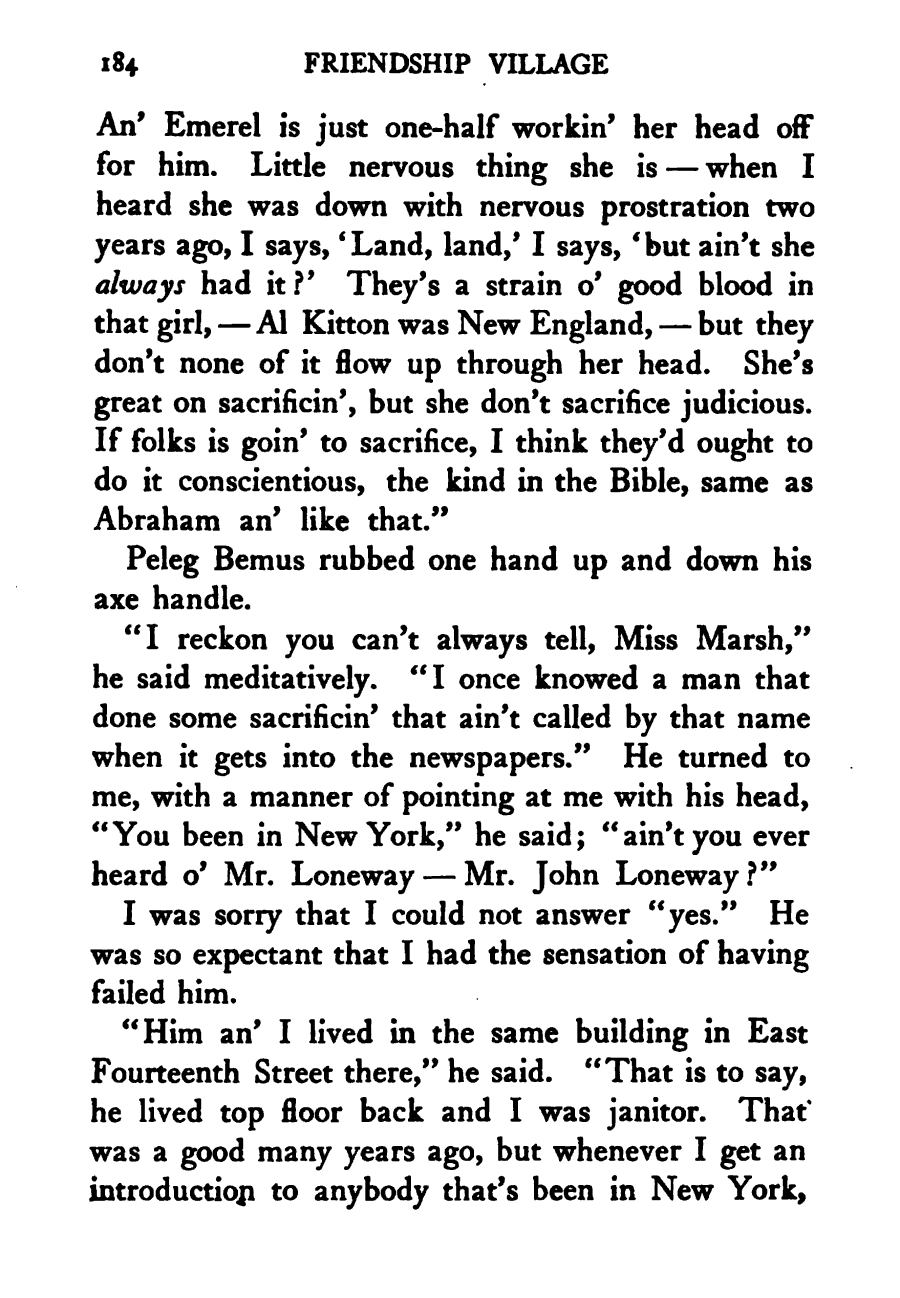 184 FRIENDSHIP VILLAGE
An' Emerel is just one-half workin' her head off
for him. Little nervous thing she is — when I
heard she was down with nervous prostration two
years ago, I says, 'Land, land,' I says, 'but ain't she
always had it?' They's a strain o' good blood in
that girl, — Al Kitton was New England, — but they
don't none of it flow up through her head. She's
great on sacrificin', but she don't sacrifice judicious.
If folks is goin' to sacrifice, I think they'd ought to
do it conscientious, the kind in the Bible, same as
Abraham an' like that."
Peleg Bemus rubbed one hand up and down his
axe handle.
"I reckon you can't always tell, Miss Marsh,"
he said meditatively. "I once knowed a man that
done some sacrificin' that ain't called by that name
when it gets into the newspapers." He turned to
me, with a manner of pointing at me with his head,
"You been in New York," he said; "ain't you ever
heard o' Mr. Loneway — Mr. John Loneway?"
I was sorry that I could not answer "yes." He
was so expectant that I had the sensation of having
failed him.
"Him an' I lived in the same building in East
Fourteenth Street there," he said. "That is to say,
he lived top floor back and I was janitor. That
was a good many years ago, but whenever I get an
introduction to anybody that's been in New York,